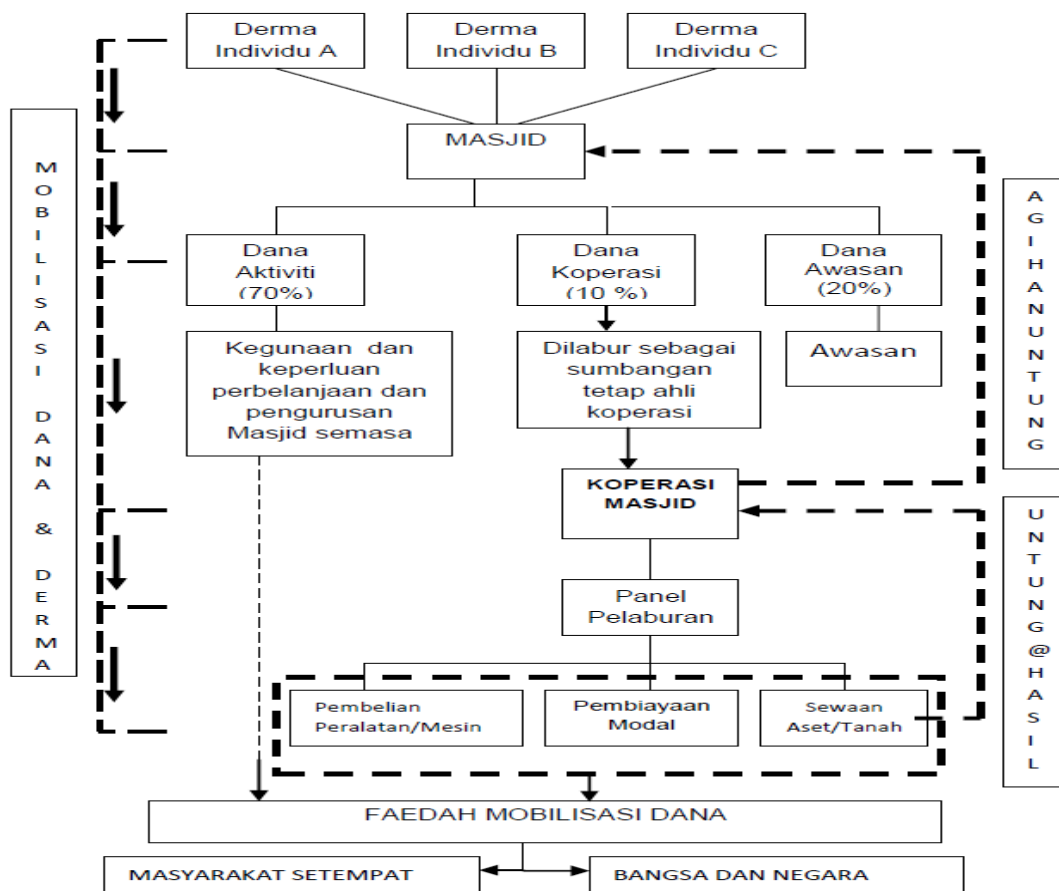 Derma
Individu A
Derma
Individu B
Derma
Individu C
MASJID
Dana
Aktiviti
(70%)
Dana
Koperasi
(10 %)
Dana
Awasan
(20%)
Kegunaan dan
keperluan
perbelanjaan dan
pengurusan
Masjid semasa
Dilabur sebagai
sumbangan
tetap ahli
koperasi
Awasan
KOPERASI
MASJID
Panel
Pelaburan
Pembelian
Peralatan/Mesin
Pembiayaan
Modal
Sewaan
Aset/Tanah
FAEDAH MOBILISASI DANA
MASYARAKAT SETEMPAT
BANGSA DAN NEGARA
MOBILISASI DANA & DERMA
AGIHANUNTUNG
UNTUNG@HASIL